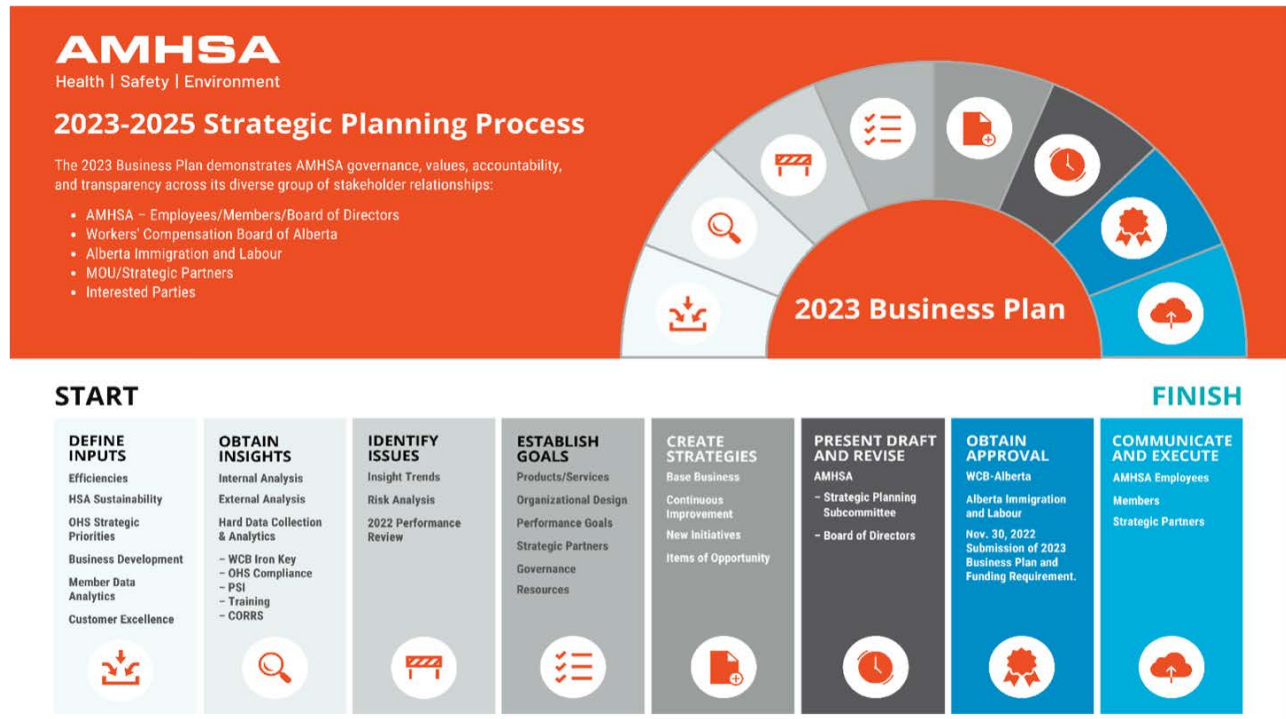 AMHSA
Health | Safety | Environment
2023-2025 Strategic Planning Process
The 2023 Business Plan demonstrates AMHSA governance, values, accountability,
and transparency across its diverse group of stakeholder relationships:
• AMHSA – Employees/Members/Board of Directors
• Workers' Compensation Board of Alberta
• Alberta Immigration and Labour
• MOU/Strategic Partners
• Interested Parties
2023 Business Plan
START
FINISH
DEFINE
INPUTS
Efficiencies
HSA Sustainability
OHS Strategic
Priorities
Business Development
Member Data
Analytics
Customer Excellence
OBTAIN
INSIGHTS
Internal Analysis
External Analysis
Hard Data Collection
& Analytics
– WCB Iron Key
– OHS Compliance
– PSI
– Training
– CORRS
IDENTIFY
ISSUES
Insight Trends
Risk Analysis
2022 Performance
Review
ESTABLISH
GOALS
Products/Services
Organizational Design
Performance Goals
Strategic Partners
Governance
Resources
CREATE
STRATEGIES
Base Business
Continuous
Improvement
New Initiatives
Items of Opportunity
PRESENT DRAFT
AND REVISE
AMHSA
– Strategic Planning
Subcommittee
– Board of Directors
OBTAIN
APPROVAL
WCB-Alberta
Alberta Immigration
and Labour
Nov. 30, 2022
Submission of 2023
Business Plan and
Funding Requirement.
COMMUNICATE
AND EXECUTE
AMHSA Employees
Members
Strategic Partners